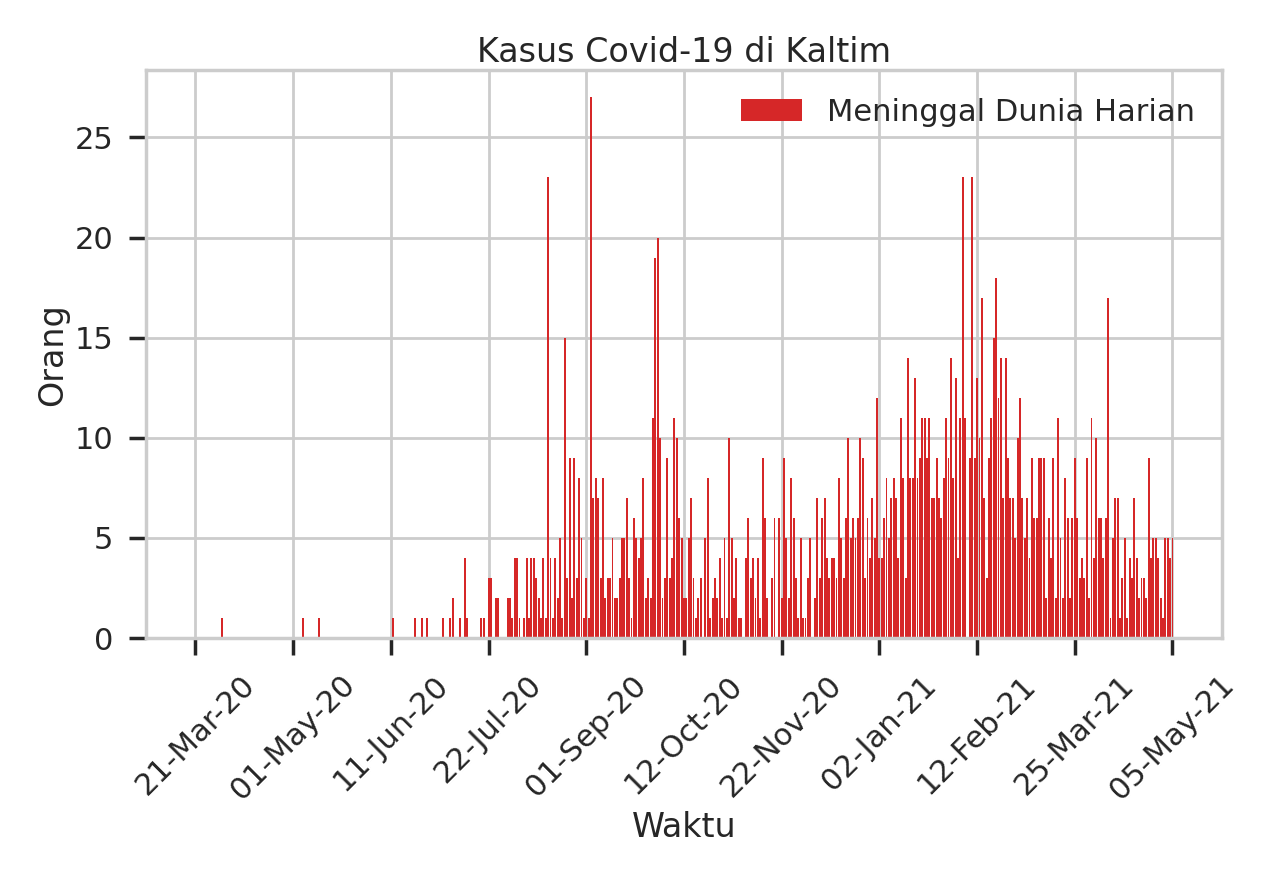 Kasus Covid-19 di Kaltim
Meninggal Dunia Harian
Orang
25
20
15
10
5
0
21-Mar-20
01-May-20
11-Jun-20
22-Jul-20
01-Sep-20
12-Oct-20
22-Nov-20
02-Jan-21
12-Feb-21
25-Mar-21
05-May-21
Waktu